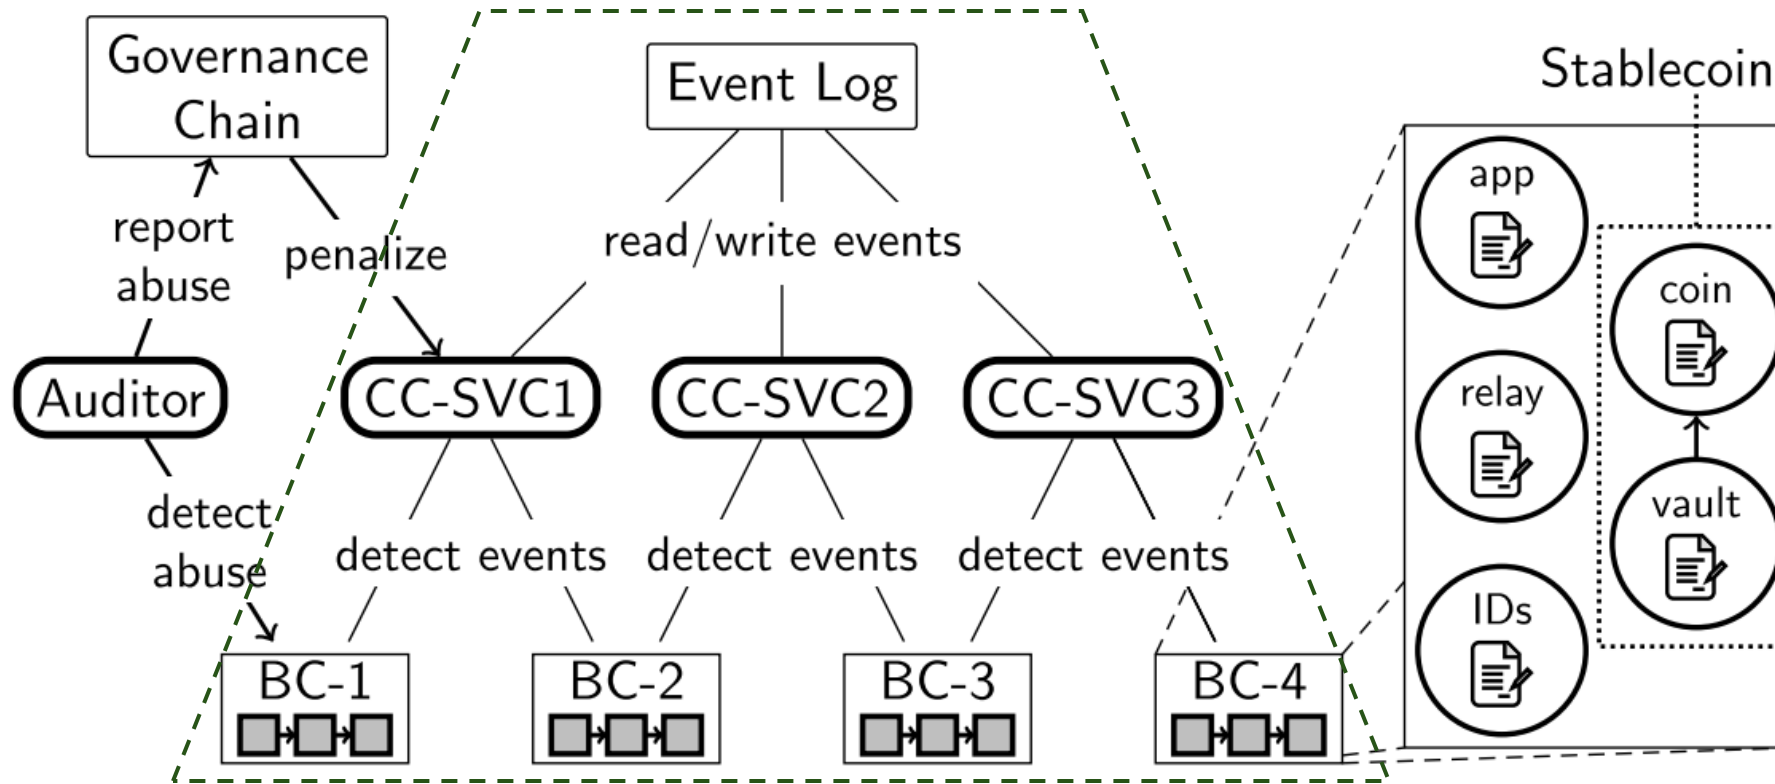 Governance
Chain
Event Log
Stablecoin
report
abuse
penalize
read/write events
Auditor
CC-SVC1
CC-SVC2
CC-SVC3
detect
abuse
detect events
detect events
detect events
BC-1
BC-2
BC-3
BC-4
app
relay
IDs
coin
vault